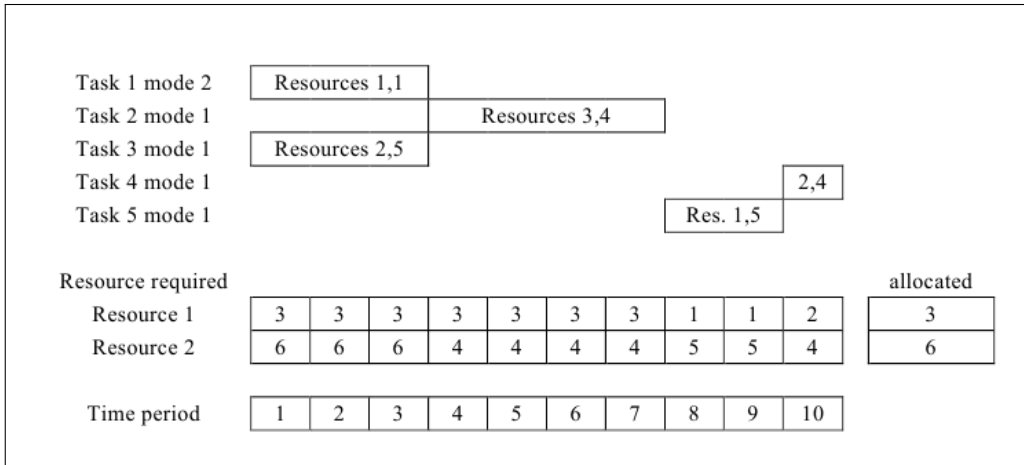 Task 1 mode 2 Resources 1,1
Task 2 mode 1 Resources 3,4
Task 3 mode 1 Resources 2,5
Task 4 mode 1 2,4
Task 5 mode 1 Res. 1,5
Resource required allocated
Resource 1 3 3 3 3 3 3 3 1 1 2 3
Resource 2 6 6 6 4 4 4 4 5 5 4 6
Time period 1 2 3 4 5 6 7 8 9 10